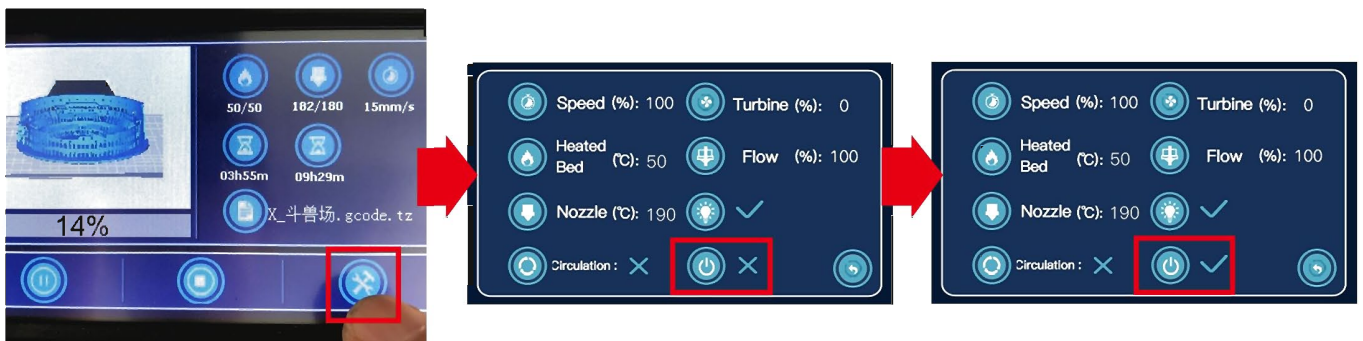 50/50 182/180 15mm/s
03h55m 09h29m
X_斗兽场.gcode.tz
14%
Speed (%): 100 Turbine (%): 0
Heated Bed (℃): 50 Flow (%): 100
Nozzle (℃): 190
Circulation :
Speed (%): 100 Turbine (%): 0
Heated Bed (℃): 50 Flow (%): 100
Nozzle (℃): 190
Circulation :